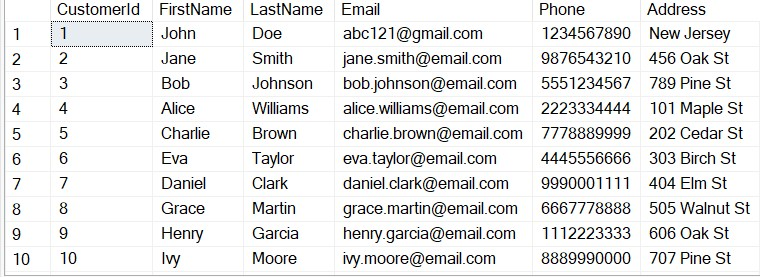 CustomerId FirstName LastName Email Phone Address
1 1 John Doe abc121@gmail.com 1234567890 New Jersey
2 2 Jane Smith jane.smith@email.com 9876543210 456 Oak St
3 3 Bob Johnson bob.johnson@email.com 5551234567 789 Pine St
4 4 Alice Williams alice.williams@email.com 2223334444 101 Maple St
5 5 Charlie Brown charlie.brown@email.com 7778889999 202 Cedar St
6 6 Eva Taylor eva.taylor@email.com 4445556666 303 Birch St
7 7 Daniel Clark daniel.clark@email.com 9990001111 404 Elm St
8 8 Grace Martin grace.martin@email.com 6667778888 505 Walnut St
9 9 Henry Garcia henry.garcia@email.com 1112223333 606 Oak St
10 10 Ivy Moore ivy.moore@email.com 8889990000 707 Pine St